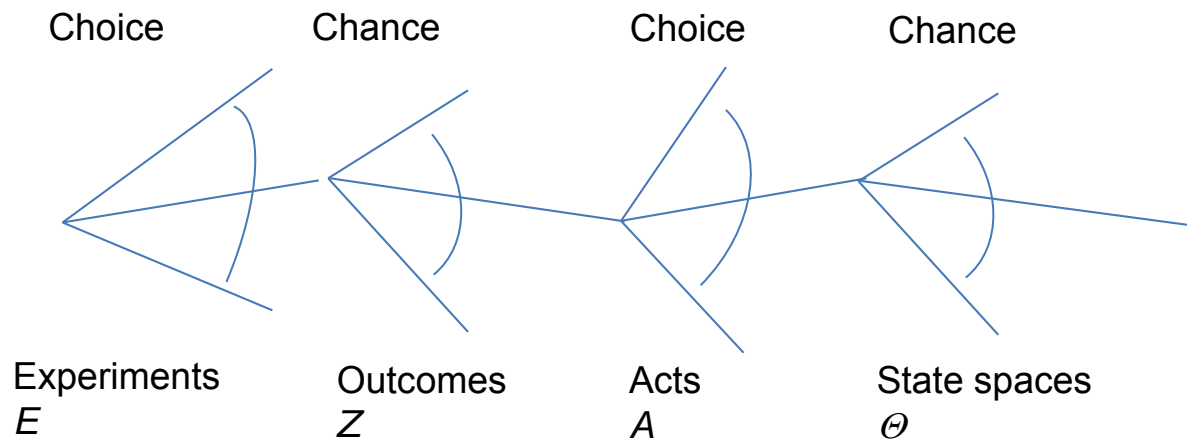 Choice Chance Choice Chance
Experiments Outcomes Acts State spaces
E Z A Θ